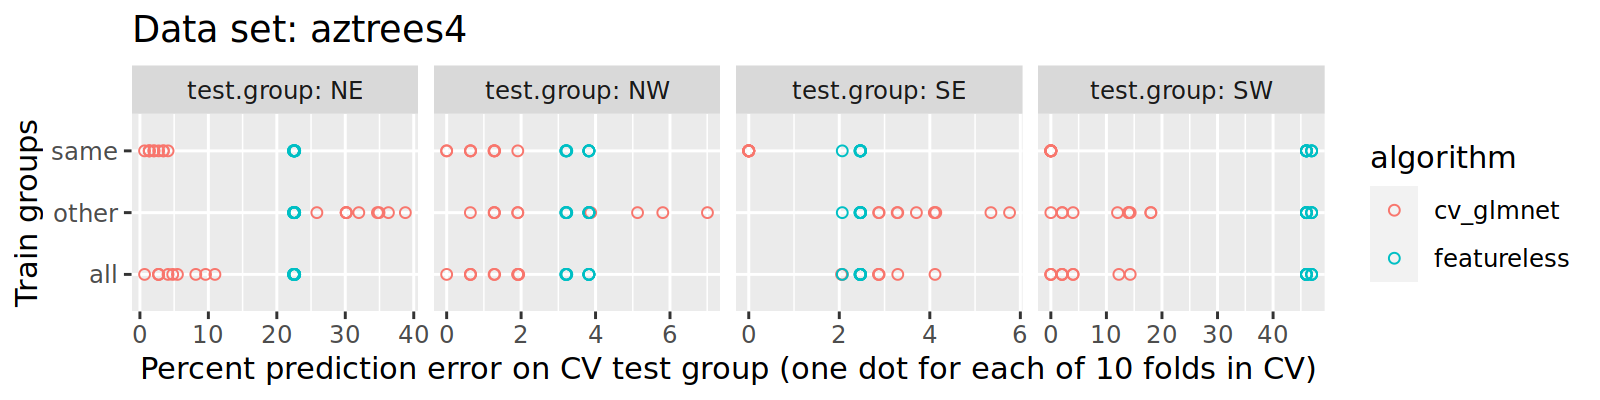 Data set: aztrees4
test.group: NE
test.group: NW
test.group: SE
test.group: SW
Train groups
same
other
all
0 10 20 30 40
0 2 4 6
0 2 4 6
0 10 20 30 40
Percent prediction error on CV test group (one dot for each of 10 folds in CV)
algorithm
cv_glmnet
featureless